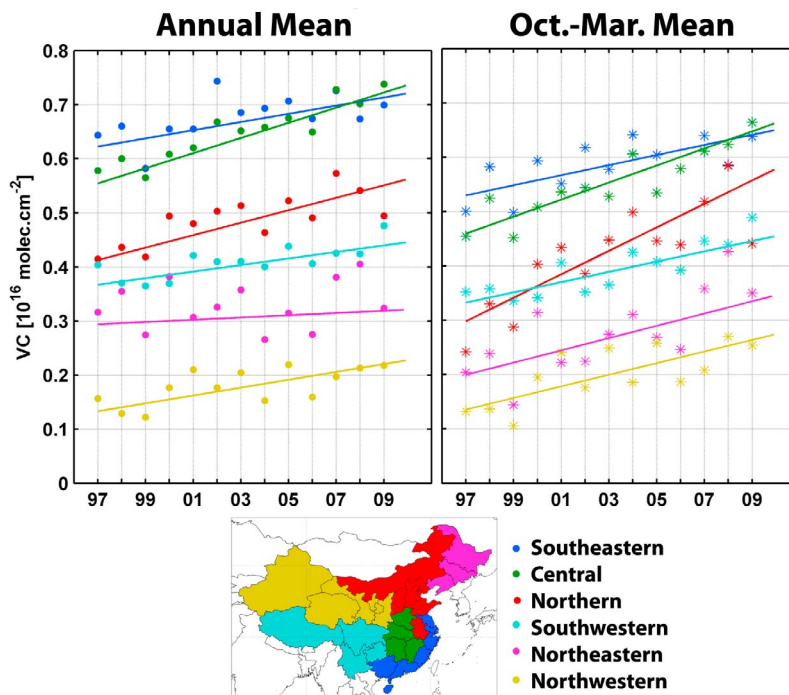 Annual Mean
Oct.-Mar. Mean
VC [10¹⁶ molec.cm⁻²]
0.8
0.7
0.6
0.5
0.4
0.3
0.2
0.1
0
97 99 01 03 05 07 09
97 99 01 03 05 07 09
Southeastern
Central
Northern
Southwestern
Northeastern
Northwestern